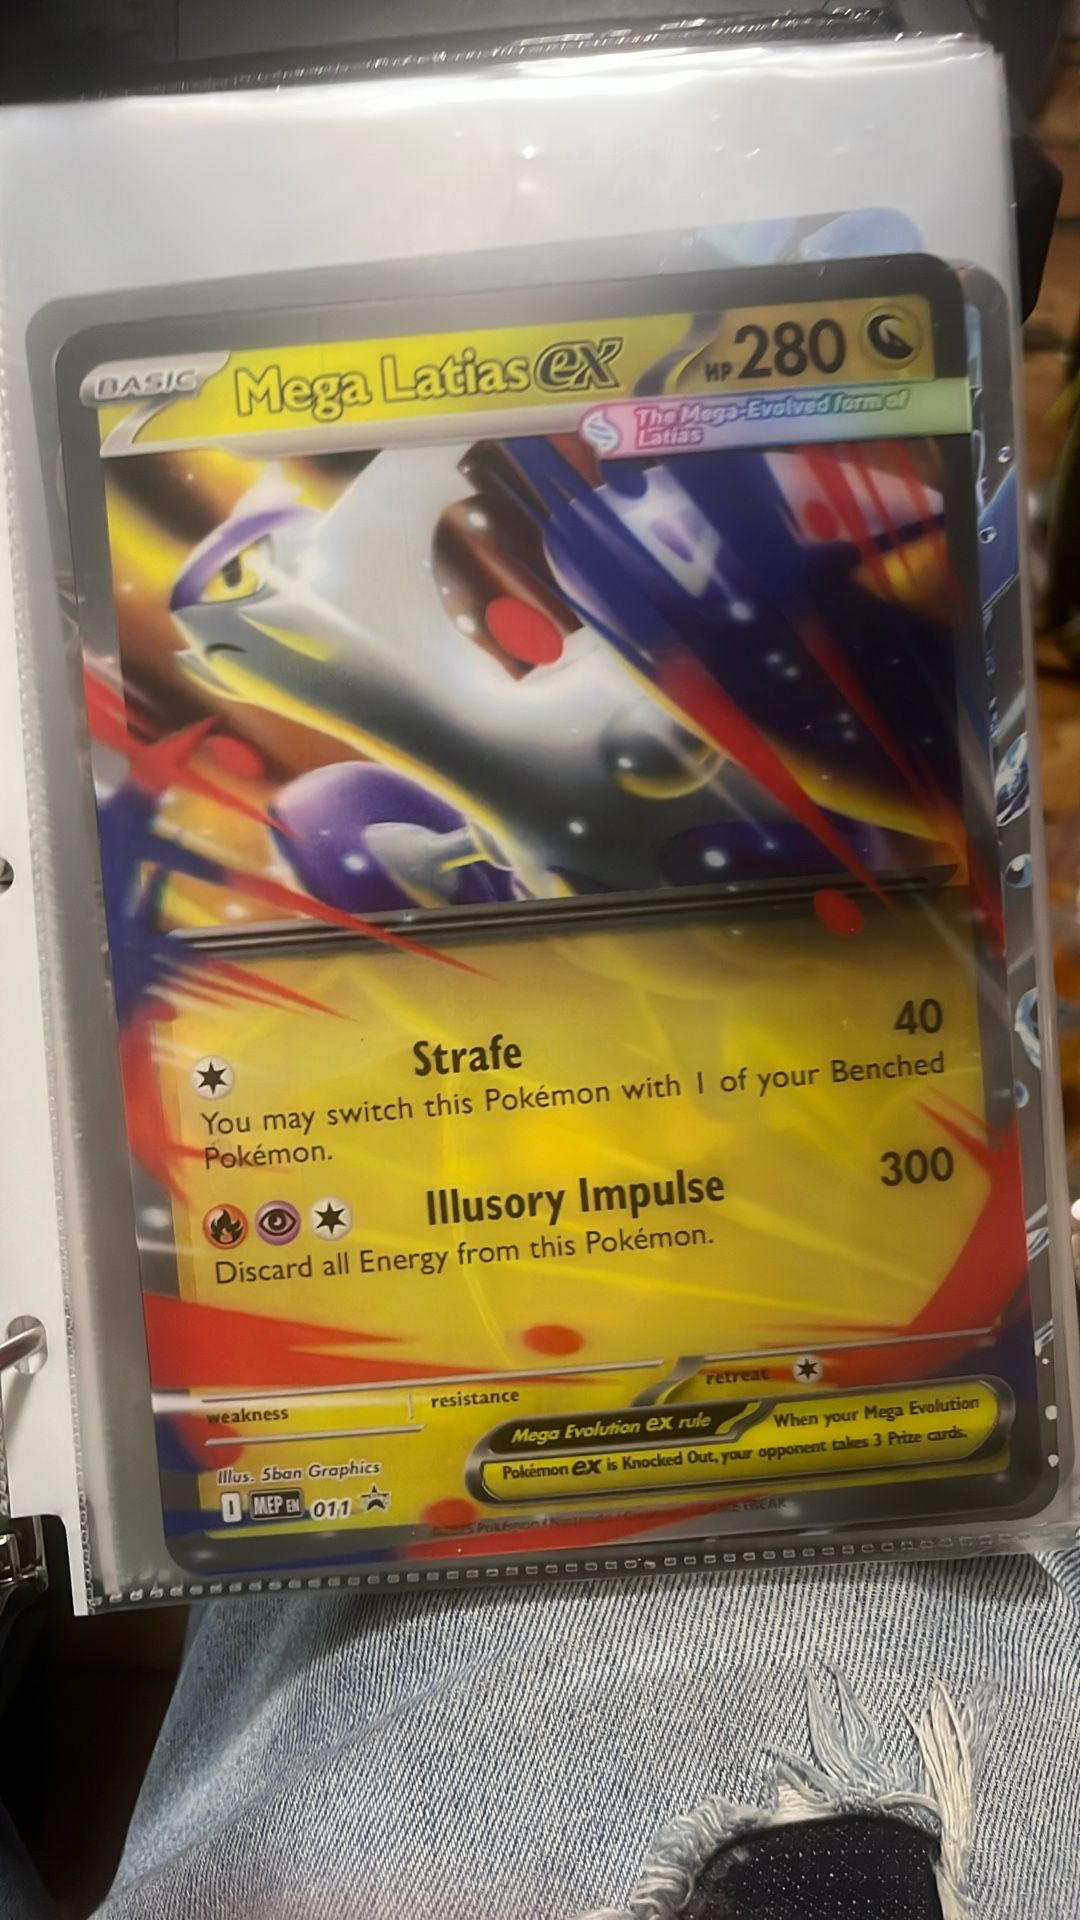 BASIC Mega Latias ex HP 280
The Mega-Evolved form of
Latias
Strafe 40
You may switch this Pokémon with 1 of your Benched
Pokémon.
Illusory Impulse 300
Discard all Energy from this Pokémon.
weakness resistance retreat
Mega Evolution ex rule When your Mega Evolution
Pokémon ex is Knocked Out, your opponent takes 3 Prize cards.
Illus. 5ban Graphics
I MEP EN 011
Pokémon / Nintendo / FREAK